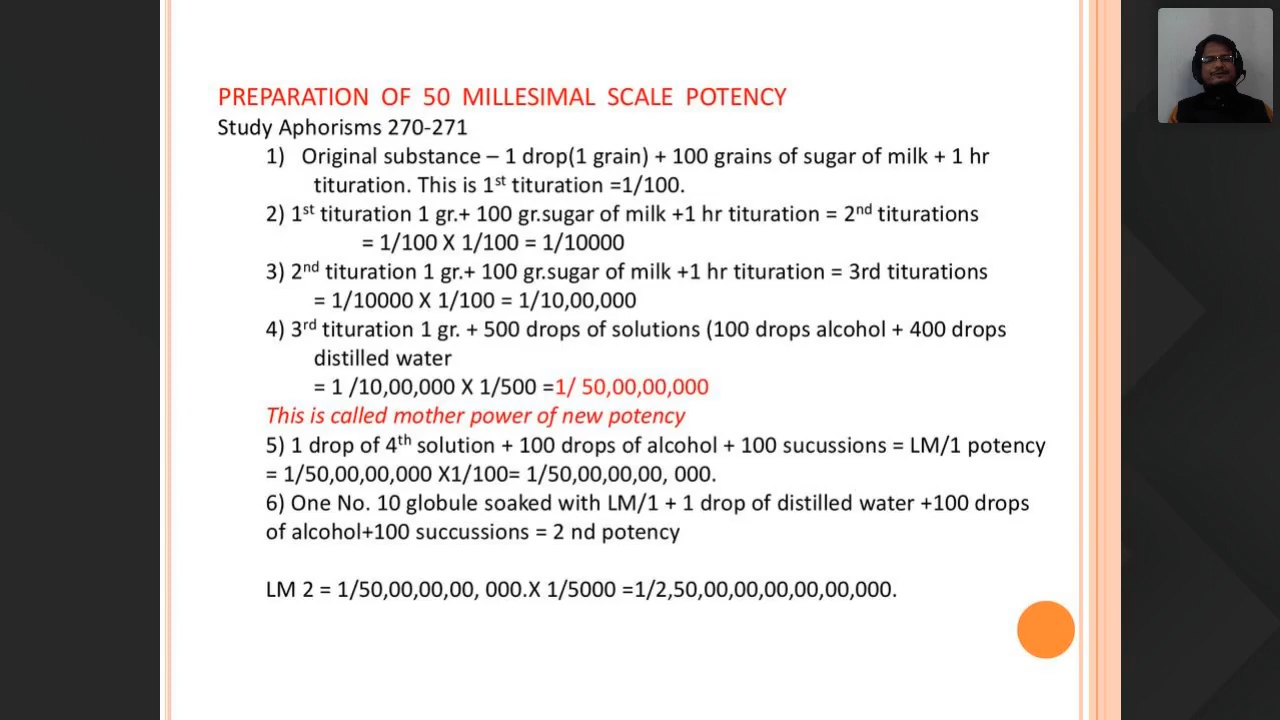 PREPARATION OF 50 MILLESIMAL SCALE POTENCY
Study Aphorisms 270-271
1) Original substance – 1 drop(1 grain) + 100 grains of sugar of milk + 1 hr
tituration. This is 1st tituration =1/100.
2) 1st tituration 1 gr.+ 100 gr.sugar of milk +1 hr tituration = 2nd titurations
= 1/100 X 1/100 = 1/10000
3) 2nd tituration 1 gr.+ 100 gr.sugar of milk +1 hr tituration = 3rd titurations
= 1/10000 X 1/100 = 1/10,00,000
4) 3rd tituration 1 gr. + 500 drops of solutions (100 drops alcohol + 400 drops
distilled water
= 1 /10,00,000 X 1/500 =1/ 50,00,00,000
This is called mother power of new potency
5) 1 drop of 4th solution + 100 drops of alcohol + 100 sucussions = LM/1 potency
= 1/50,00,00,000 X1/100= 1/50,00,00,00, 000.
6) One No. 10 globule soaked with LM/1 + 1 drop of distilled water +100 drops
of alcohol+100 succussions = 2 nd potency
LM 2 = 1/50,00,00,00, 000.X 1/5000 =1/2,50,00,00,00,00,00,000.